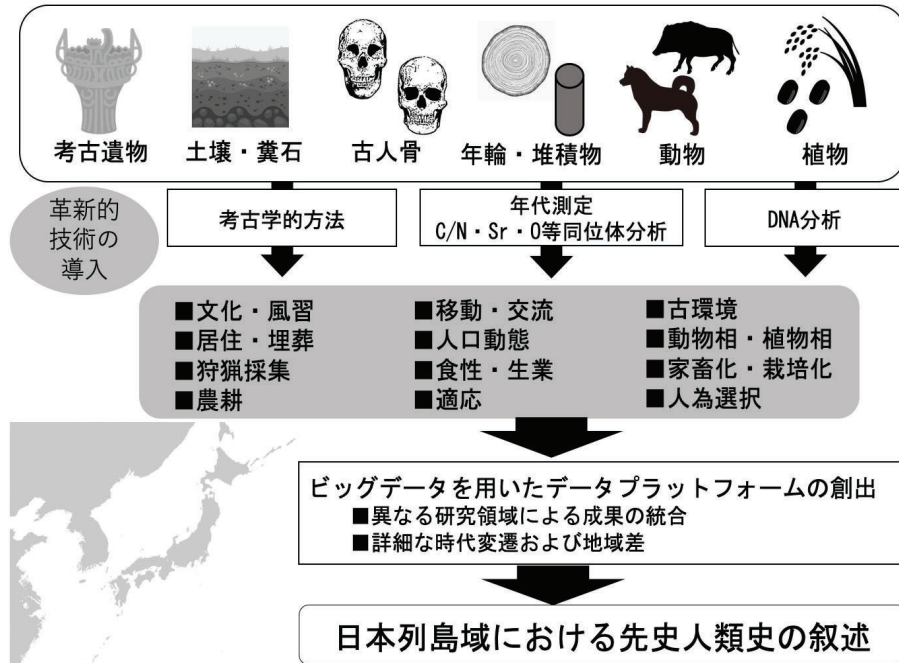 考古遺物
土壌・糞石
古人骨
年輪・堆積物
動物
植物
革新的
技術の
導入
考古学的方法
年代測定
C/N・Sr・O等同位体分析
DNA分析
■文化・風習
■居住・埋葬
■狩猟採集
■農耕
■移動・交流
■人口動態
■食性・生業
■適応
■古環境
■動物相・植物相
■家畜化・栽培化
■人為選択
ビッグデータを用いたデータプラットフォームの創出
■異なる研究領域による成果の統合
■詳細な時代変遷および地域差
日本列島域における先史人類史の叙述